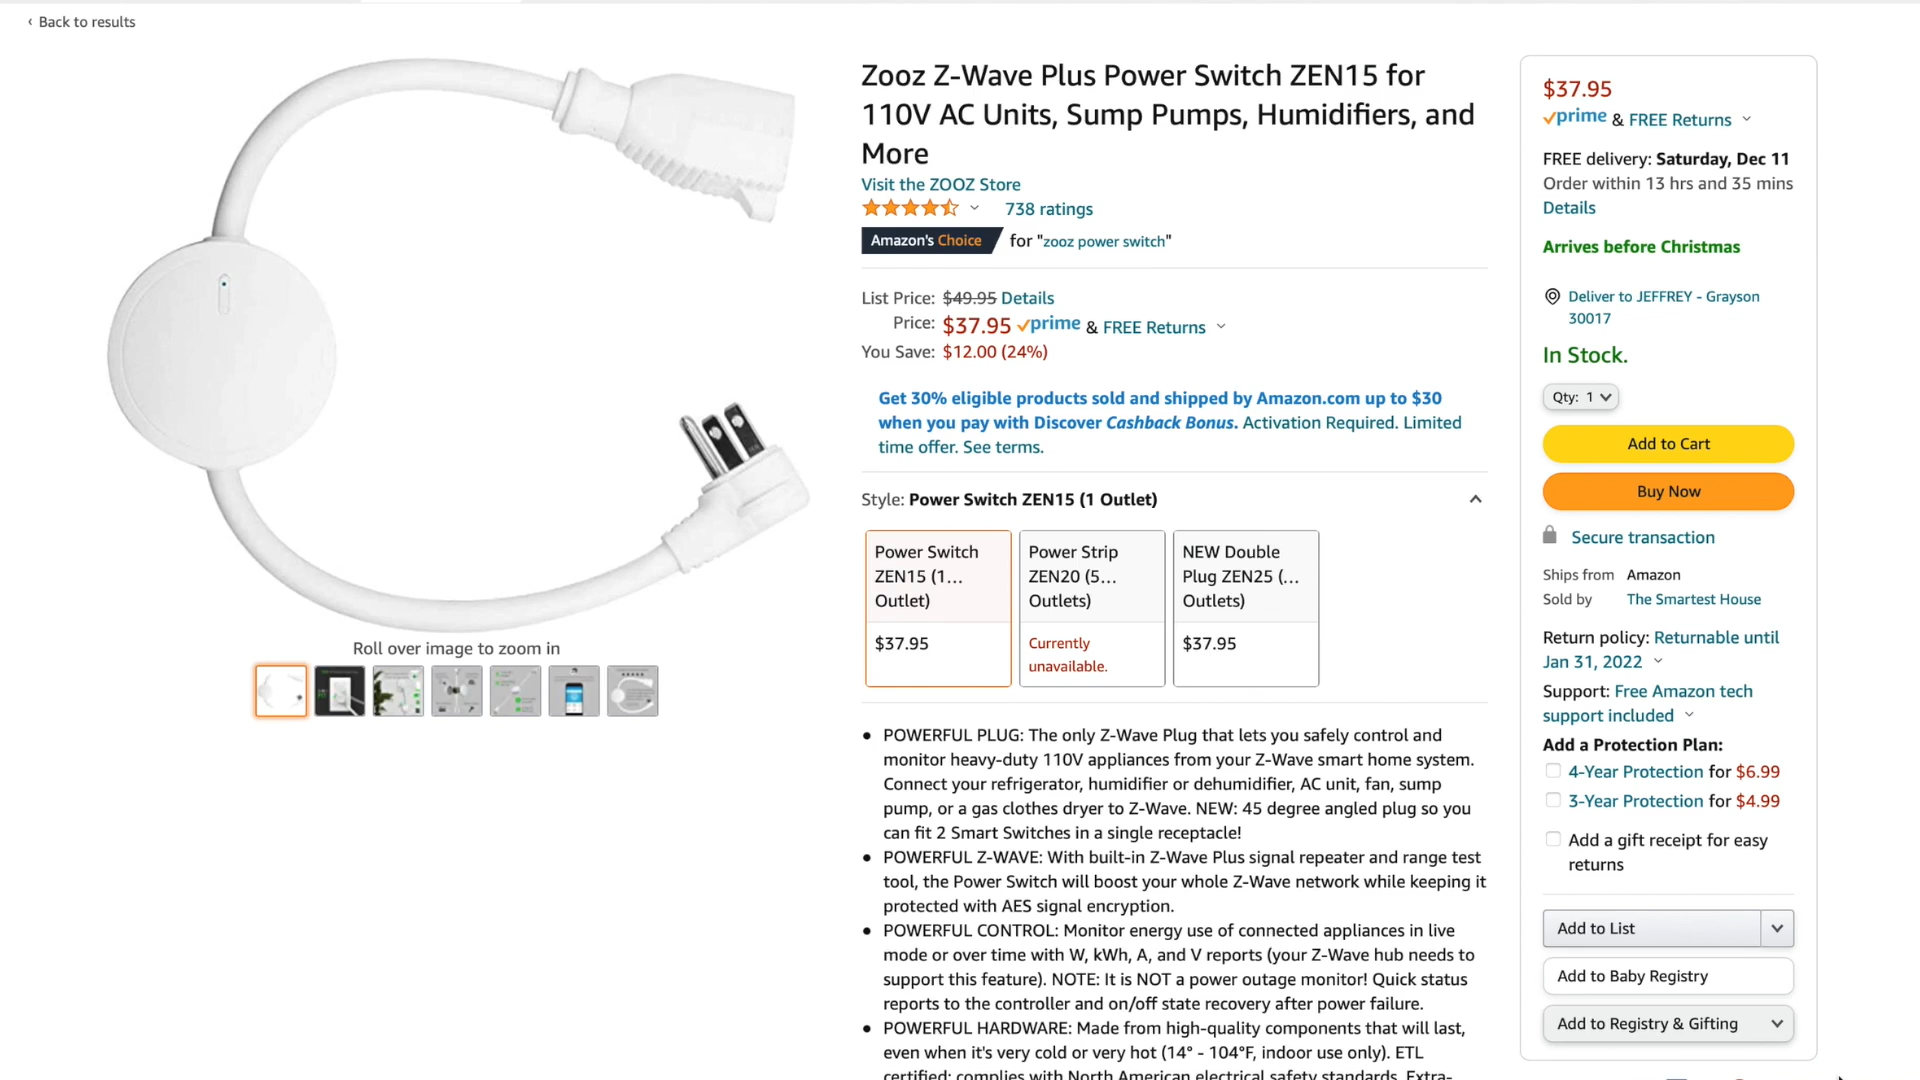 ‹ Back to results
Roll over image to zoom in
Zooz Z-Wave Plus Power Switch ZEN15 for
110V AC Units, Sump Pumps, Humidifiers, and
More
Visit the ZOOZ Store
738 ratings
Amazon's Choice for "zooz power switch"
List Price: $49.95 Details
Price: $37.95 prime & FREE Returns
You Save: $12.00 (24%)
Get 30% eligible products sold and shipped by Amazon.com up to $30
when you pay with Discover Cashback Bonus. Activation Required. Limited
time offer. See terms.
Style: Power Switch ZEN15 (1 Outlet)
Power Switch
ZEN15 (1...
Outlet)
$37.95
Power Strip
ZEN20 (5...
Outlets)
Currently
unavailable.
NEW Double
Plug ZEN25 (...
Outlets)
$37.95
• POWERFUL PLUG: The only Z-Wave Plug that lets you safely control and
monitor heavy-duty 110V appliances from your Z-Wave smart home system.
Connect your refrigerator, humidifier or dehumidifier, AC unit, fan, sump
pump, or a gas clothes dryer to Z-Wave. NEW: 45 degree angled plug so you
can fit 2 Smart Switches in a single receptacle!
• POWERFUL Z-WAVE: With built-in Z-Wave Plus signal repeater and range test
tool, the Power Switch will boost your whole Z-Wave network while keeping it
protected with AES signal encryption.
• POWERFUL CONTROL: Monitor energy use of connected appliances in live
mode or over time with W, kWh, A, and V reports (your Z-Wave hub needs to
support this feature). NOTE: It is NOT a power outage monitor! Quick status
reports to the controller and on/off state recovery after power failure.
• POWERFUL HARDWARE: Made from high-quality components that will last,
even when it's very cold or very hot (14° - 104°F, indoor use only). ETL
certified: complies with North American electrical safety standards. Extra-
$37.95
prime & FREE Returns
FREE delivery: Saturday, Dec 11
Order within 13 hrs and 35 mins
Details
Arrives before Christmas
Deliver to JEFFREY - Grayson
30017
In Stock.
Qty: 1
Add to Cart
Buy Now
Secure transaction
Ships from Amazon
Sold by The Smartest House
Return policy: Returnable until
Jan 31, 2022
Support: Free Amazon tech
support included
Add a Protection Plan:
4-Year Protection for $6.99
3-Year Protection for $4.99
Add a gift receipt for easy
returns
Add to List
Add to Baby Registry
Add to Registry & Gifting